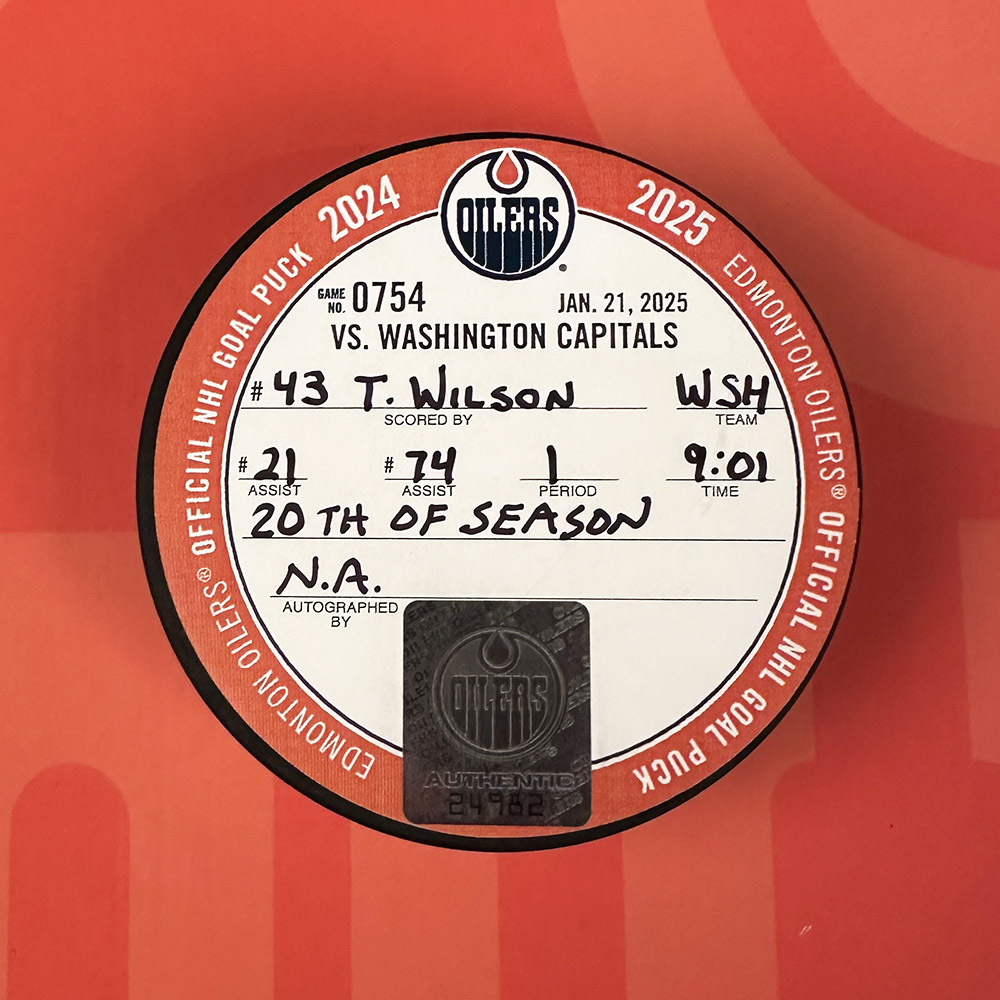 EDMONTON OILERS® OFFICIAL NHL GOAL PUCK 2024
OILERS®
2025 EDMONTON OILERS® OFFICIAL NHL GOAL PUCK
GAME NO. 0754 JAN. 21, 2025
VS. WASHINGTON CAPITALS
# 43 T. WILSON WSH
SCORED BY TEAM
# 21 # 74 1 9:01
ASSIST ASSIST PERIOD TIME
20 TH OF SEASON
N.A.
AUTOGRAPHED
BY
OILERS®
AUTHENTIC
24982